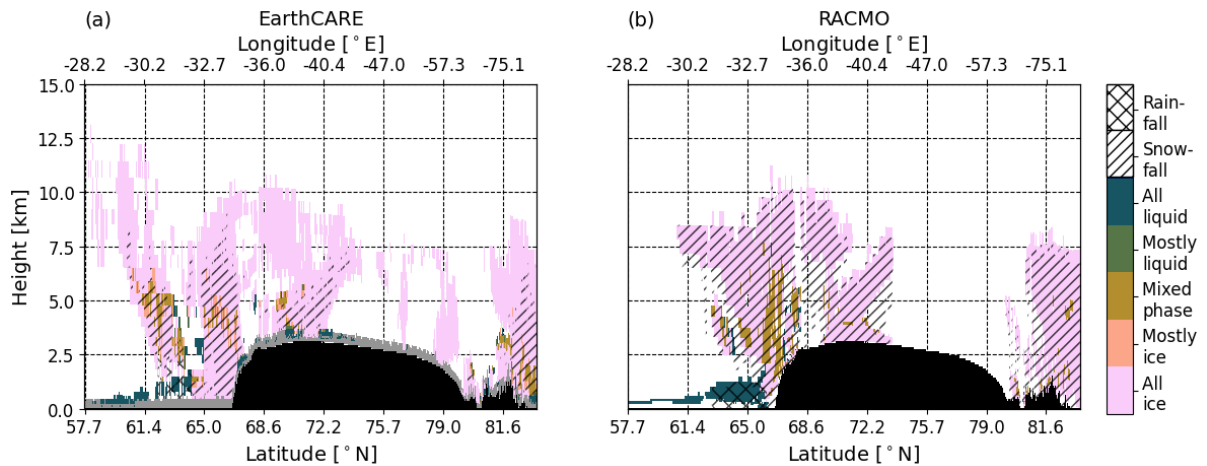 (a) EarthCARE
Longitude [°E]
-28.2 -30.2 -32.7 -36.0 -40.4 -47.0 -57.3 -75.1
15.0
12.5
10.0
7.5
5.0
2.5
0.0
Height [km]
57.7 61.4 65.0 68.6 72.2 75.7 79.0 81.6
Latitude [°N]
(b) RACMO
Longitude [°E]
-28.2 -30.2 -32.7 -36.0 -40.4 -47.0 -57.3 -75.1
57.7 61.4 65.0 68.6 72.2 75.7 79.0 81.6
Latitude [°N]
Rain-
fall
Snow-
fall
All
liquid
Mostly
liquid
Mixed
phase
Mostly
ice
All
ice